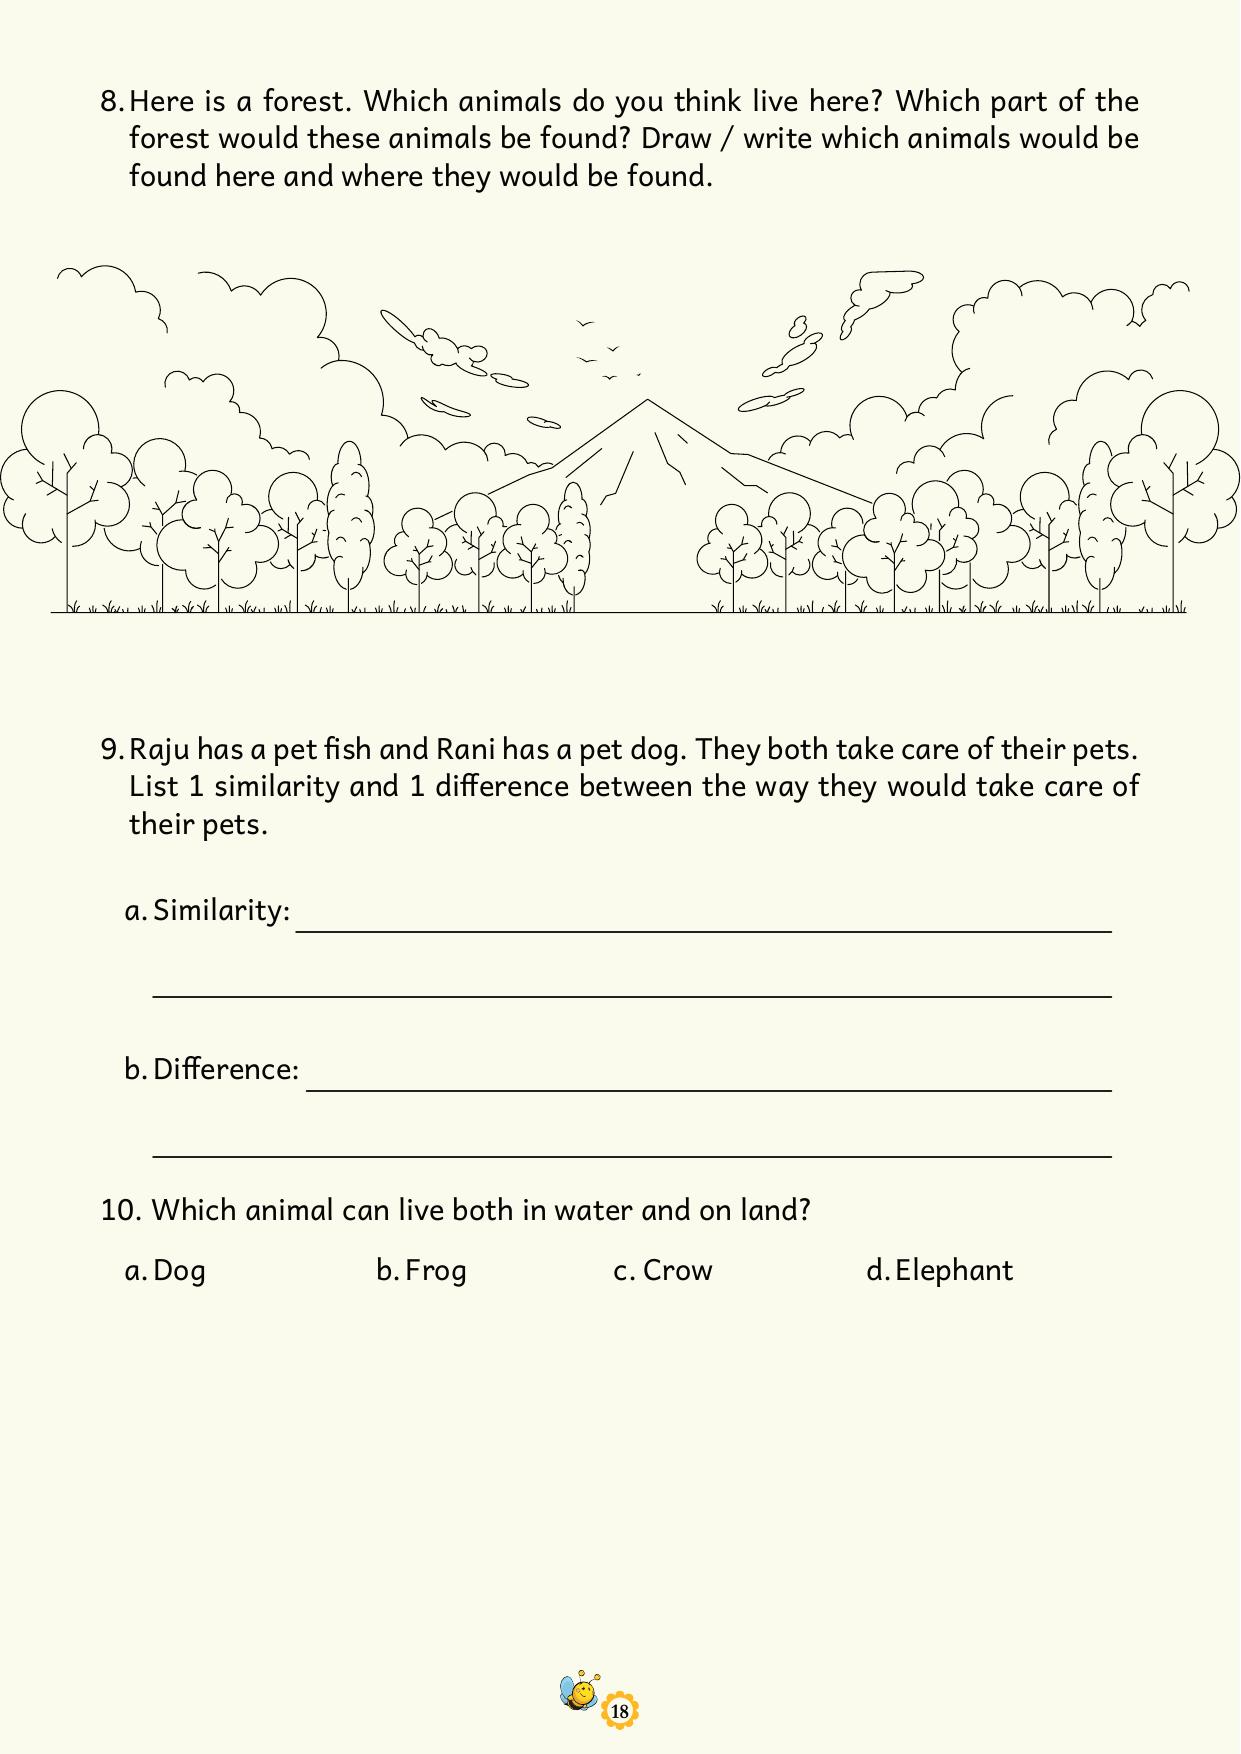 8. Here is a forest. Which animals do you think live here? Which part of the
forest would these animals be found? Draw / write which animals would be
found here and where they would be found.
9. Raju has a pet fish and Rani has a pet dog. They both take care of their pets.
List 1 similarity and 1 difference between the way they would take care of
their pets.
a. Similarity:
b. Difference:
10. Which animal can live both in water and on land?
a. Dog b. Frog c. Crow d. Elephant
18